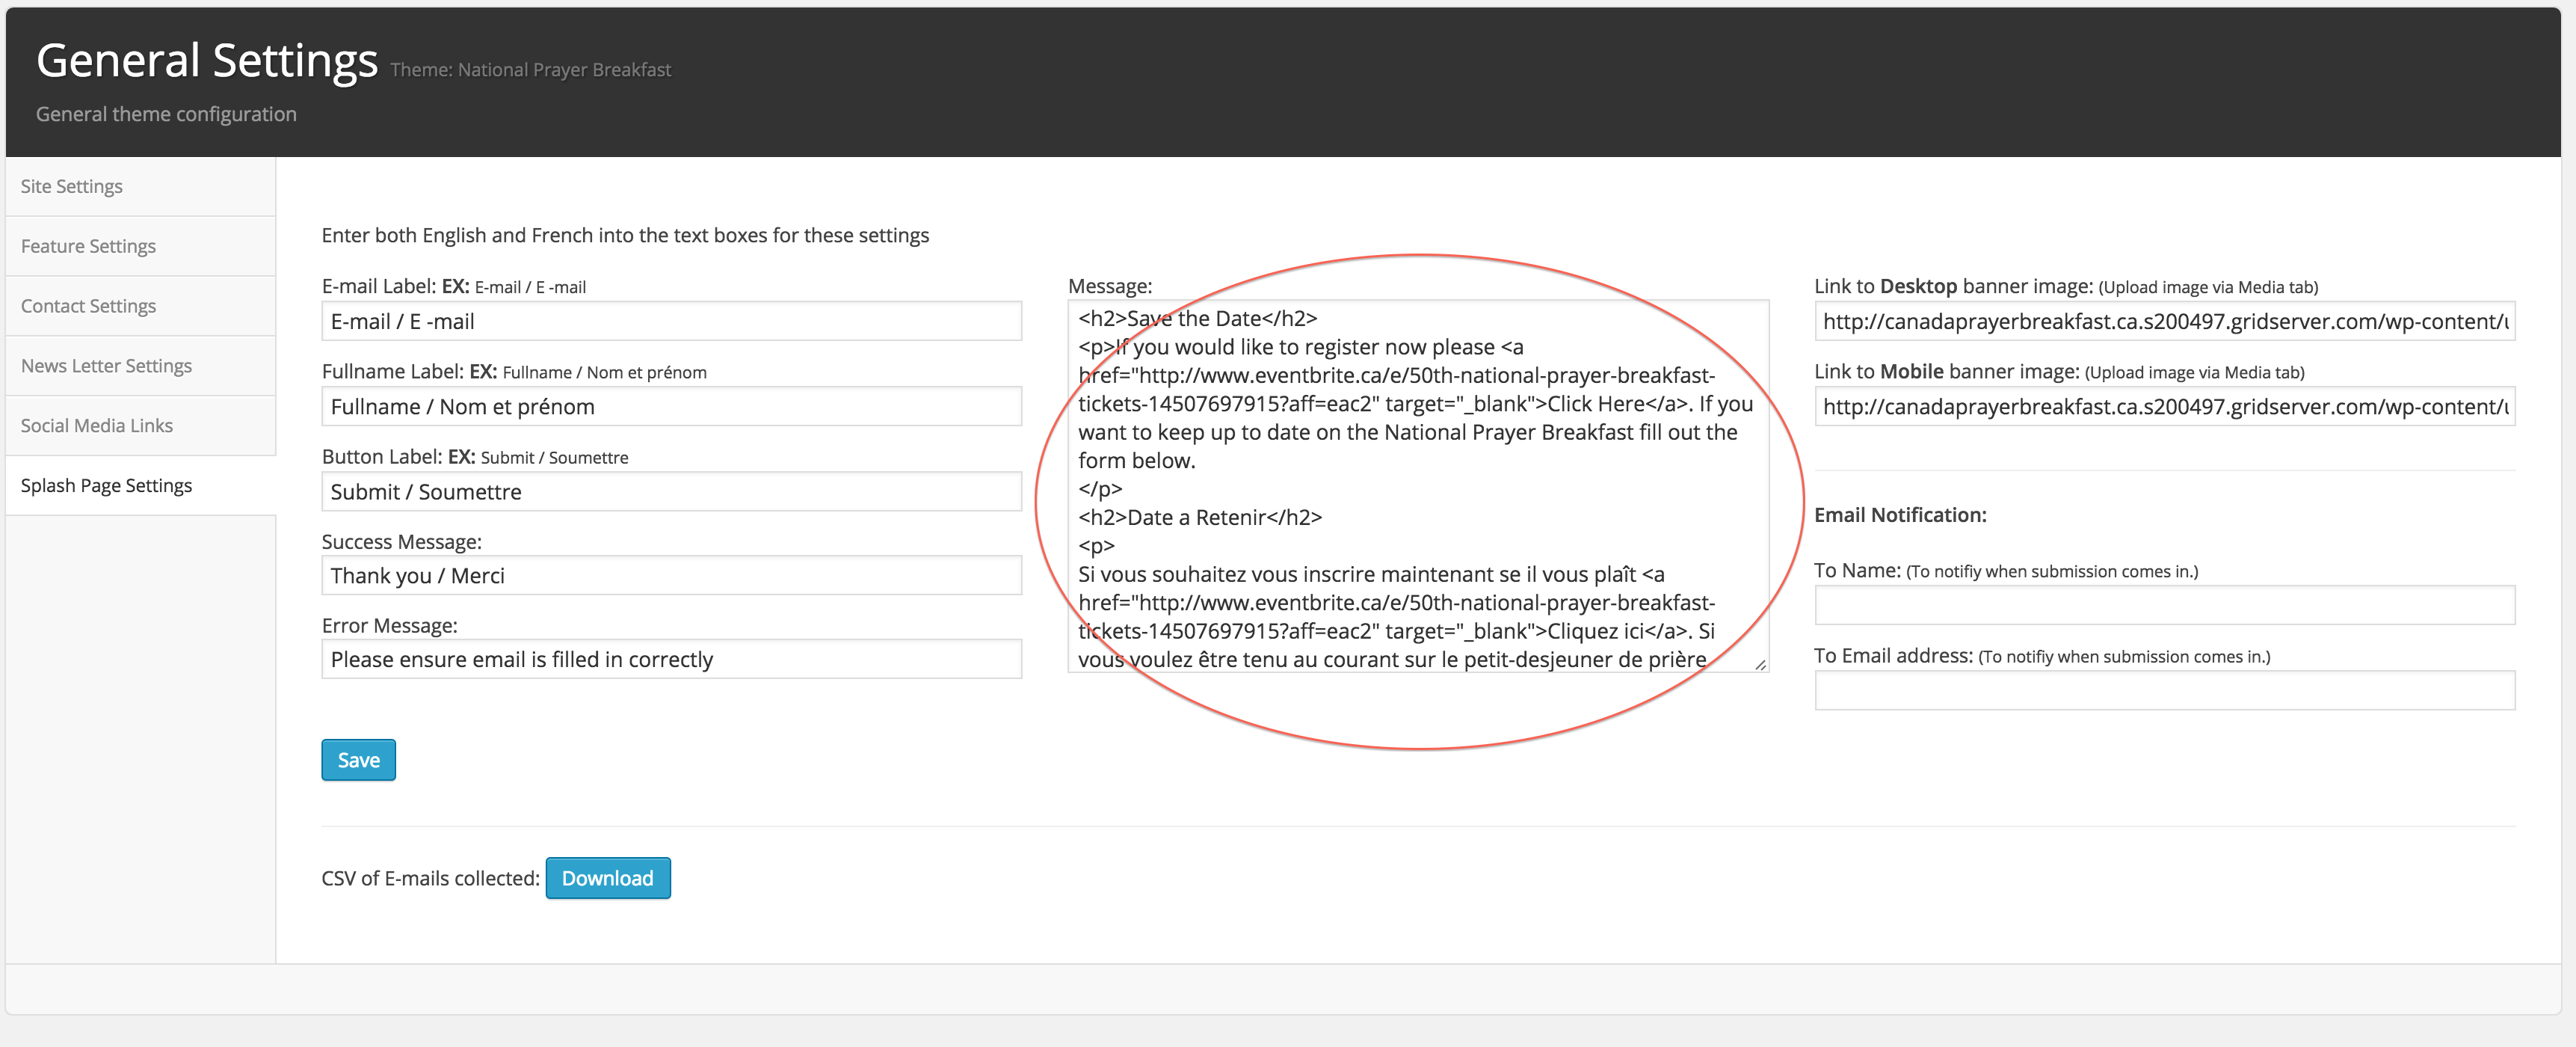 General Settings Theme: National Prayer Breakfast
General theme configuration
Site Settings
Feature Settings
Contact Settings
News Letter Settings
Social Media Links
Splash Page Settings
Enter both English and French into the text boxes for these settings
E-mail Label: EX: E-mail / E -mail
E-mail / E -mail
Fullname Label: EX: Fullname / Nom et prénom
Fullname / Nom et prénom
Button Label: EX: Submit / Soumettre
Submit / Soumettre
Success Message:
Thank you / Merci
Error Message:
Please ensure email is filled in correctly
Save
CSV of E-mails collected: Download
Message:
<h2>Save the Date</h2>
<p>If you would like to register now please <a
href="http://www.eventbrite.ca/e/50th-national-prayer-breakfast-
tickets-14507697915?aff=eac2" target="_blank">Click Here</a>. If you
want to keep up to date on the National Prayer Breakfast fill out the
form below.
</p>
<h2>Date a Retenir</h2>
<p>
Si vous souhaitez vous inscrire maintenant se il vous plaît <a
href="http://www.eventbrite.ca/e/50th-national-prayer-breakfast-
tickets-14507697915?aff=eac2" target="_blank">Cliquez ici</a>. Si
vous voulez être tenu au courant sur le petit-desjeuner de prière
Link to Desktop banner image: (Upload image via Media tab)
http://canadaprayerbreakfast.ca.s200497.gridserver.com/wp-content/u
Link to Mobile banner image: (Upload image via Media tab)
http://canadaprayerbreakfast.ca.s200497.gridserver.com/wp-content/u
Email Notification:
To Name: (To notifiy when submission comes in.)
To Email address: (To notifiy when submission comes in.)